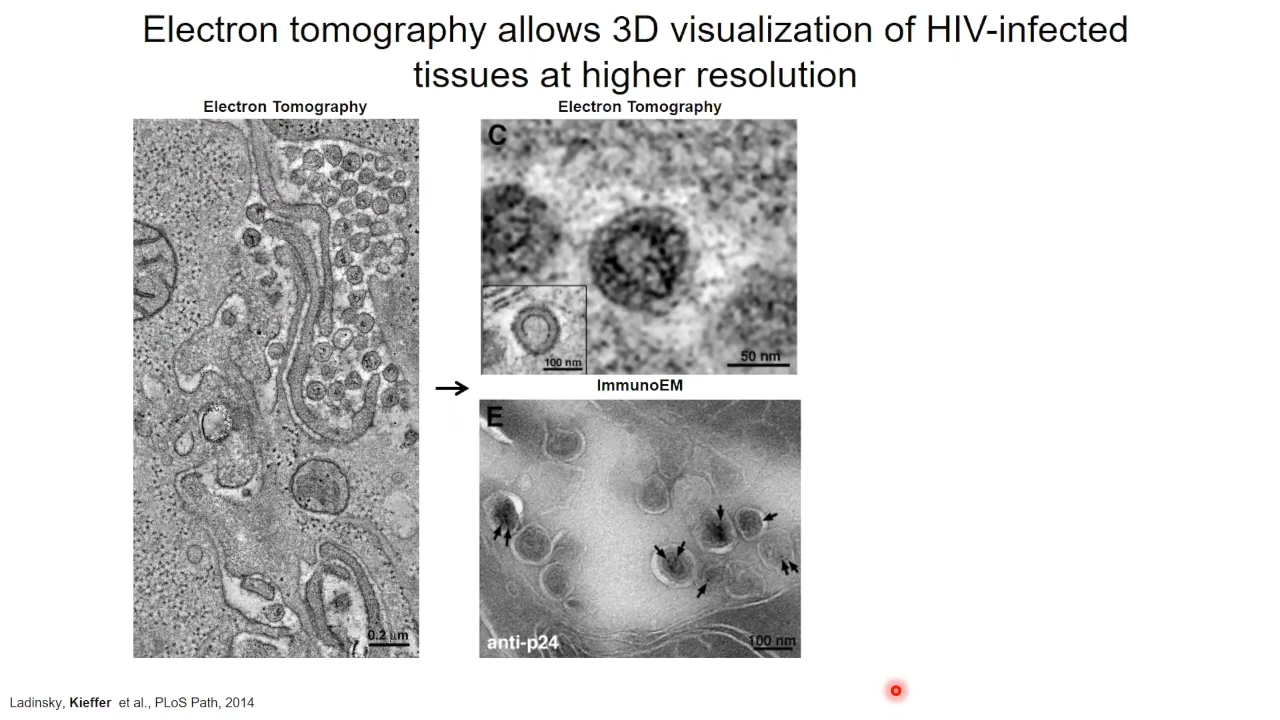 Electron tomography allows 3D visualization of HIV-infected
tissues at higher resolution
Electron Tomography
Electron Tomography
C
100 nm
50 nm
ImmunoEM
E
anti-p24
100 nm
0.2 µm
Ladinsky, Kieffer et al., PLoS Path, 2014